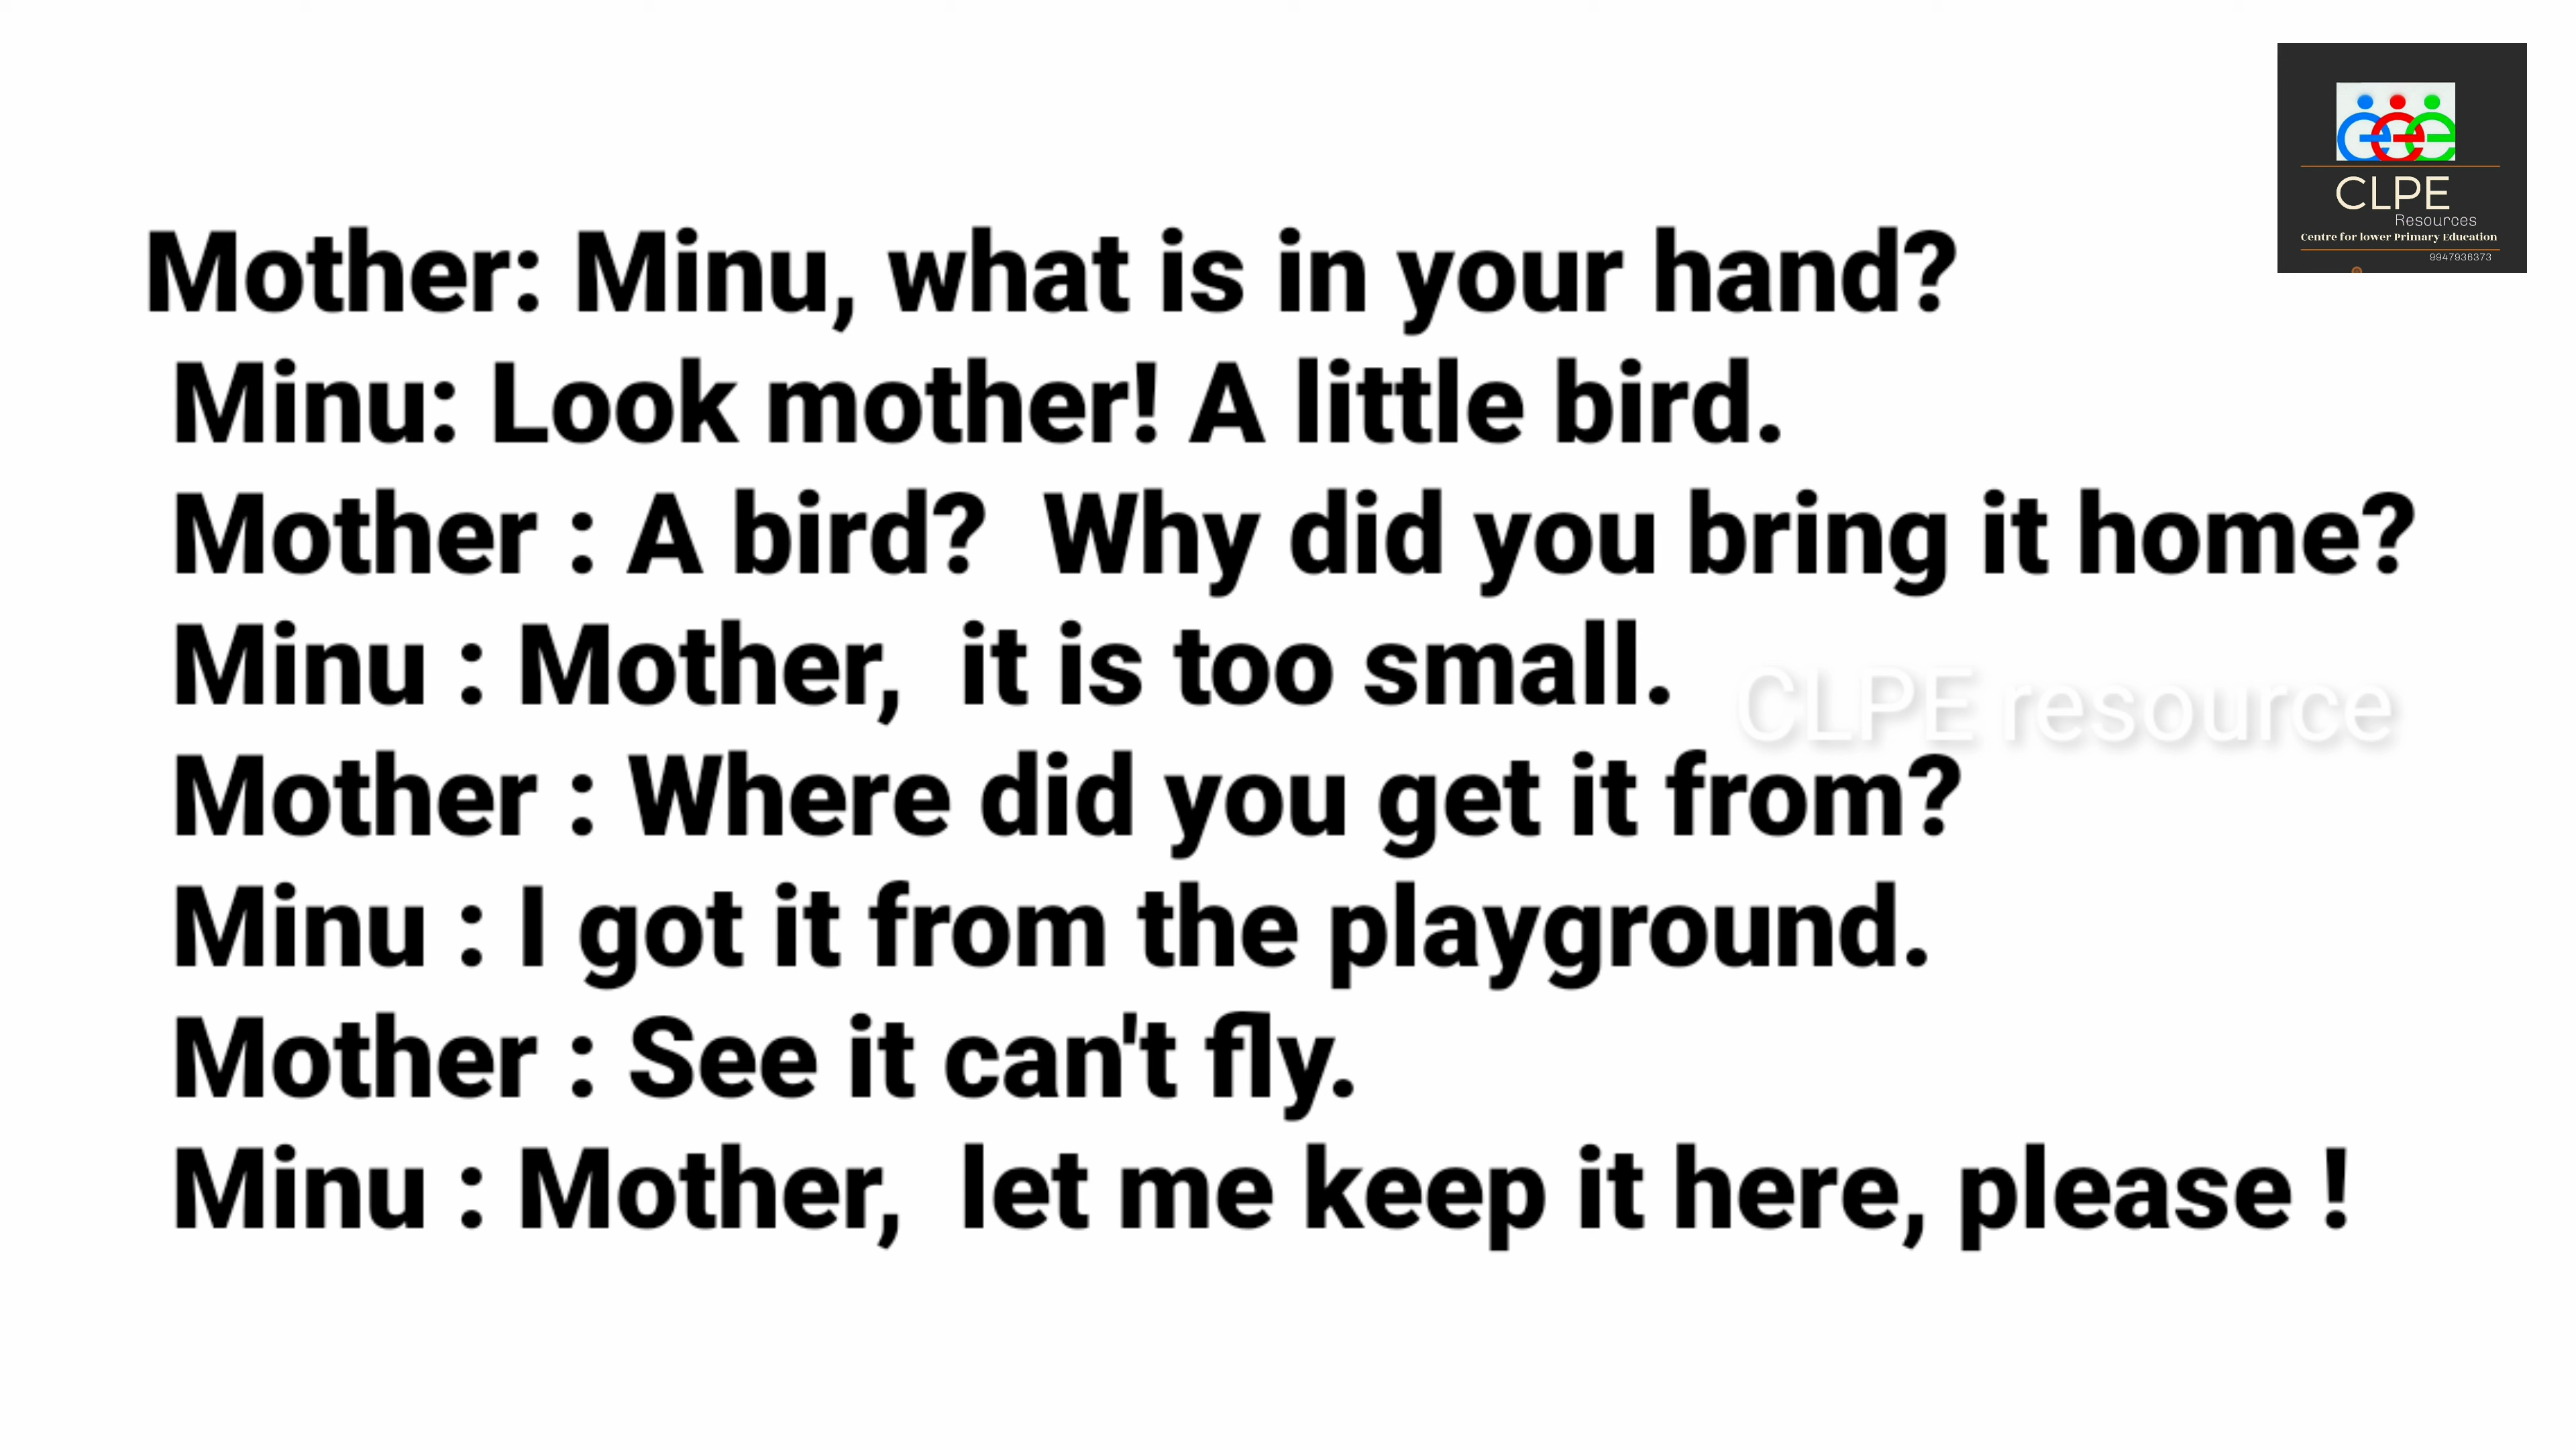 CLPE
Resources
Centre for lower Primary Education
9947936373
Mother: Minu, what is in your hand?
Minu: Look mother! A little bird.
Mother : A bird?  Why did you bring it home?
Minu : Mother,  it is too small.
CLPE resource
Mother : Where did you get it from?
Minu : I got it from the playground.
Mother : See it can't fly.
Minu : Mother,  let me keep it here, please !